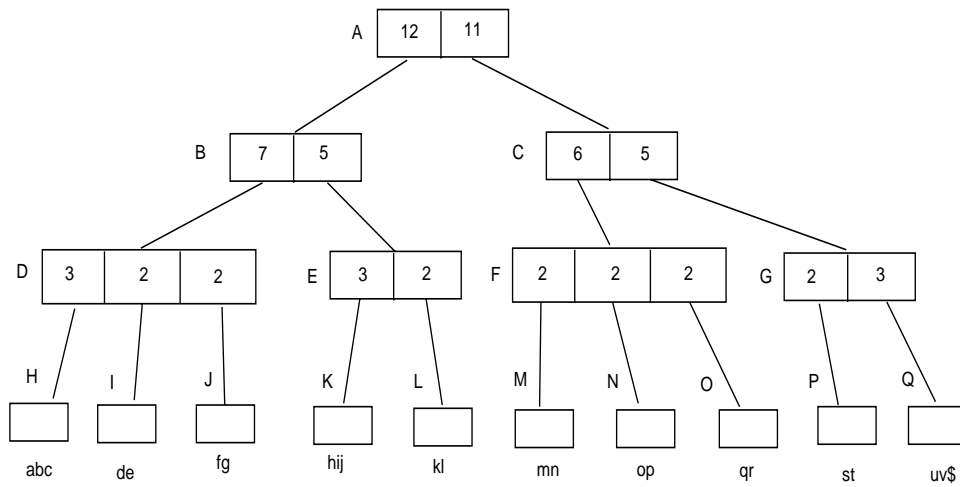 A 12 11
B 7 5 C 6 5
D 3 2 2 E 3 2 F 2 2 2 G 2 3
H I J K L M N O P Q
abc de fg hij kl mn op qr st uv$